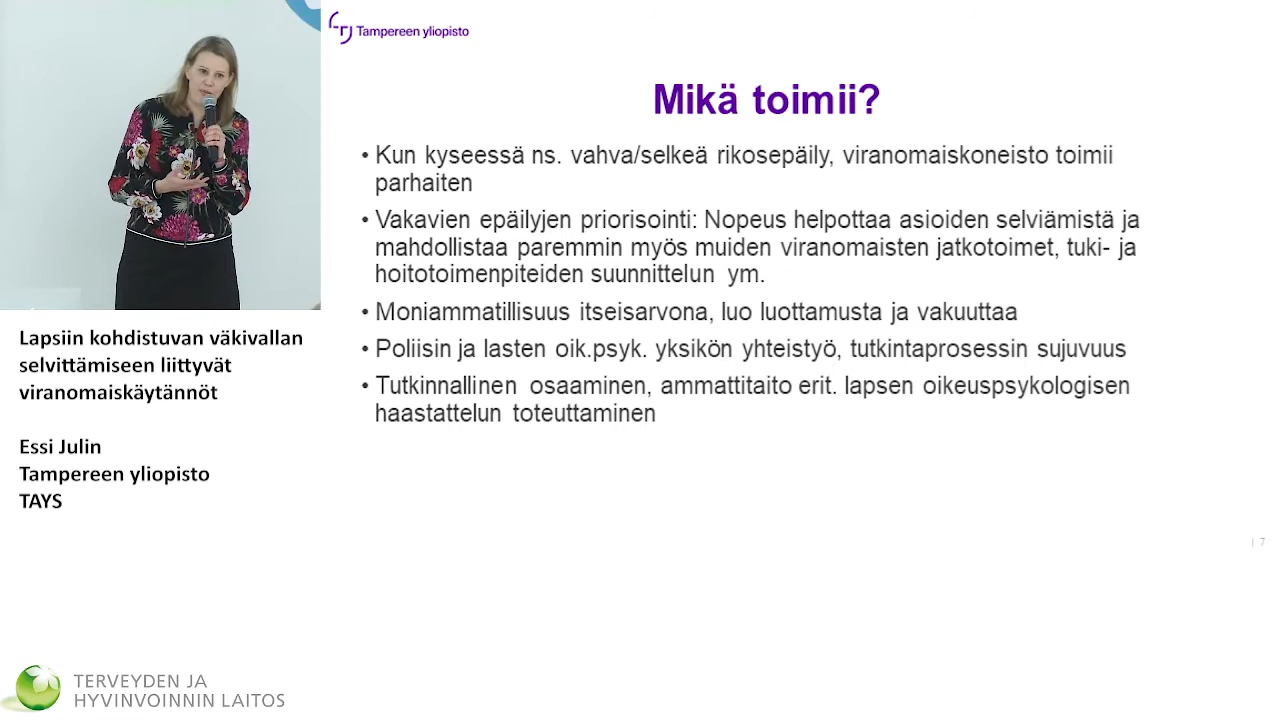 Tampereen yliopisto
Mikä toimii?
• Kun kyseessä ns. vahva/selkeä rikosepäily, viranomaiskoneisto toimii
parhaiten
• Vakavien epäilyjen priorisointi: Nopeus helpottaa asioiden selviämistä ja
mahdollistaa paremmin myös muiden viranomaisten jatkotoimet, tuki- ja
hoitotoimenpiteiden suunnittelun ym.
• Moniammatillisuus itseisarvona, luo luottamusta ja vakuuttaa
• Poliisin ja lasten oik.psyk. yksikön yhteistyö, tutkintaprosessin sujuvuus
• Tutkinnallinen osaaminen, ammattitaito erit. lapsen oikeuspsykologisen
haastattelun toteuttaminen
| 7
Lapsiin kohdistuvan väkivallan
selvittämiseen liittyvät
viranomaiskäytännöt
Essi Julin
Tampereen yliopisto
TAYS
TERVEYDEN JA
HYVINVOINNIN LAITOS